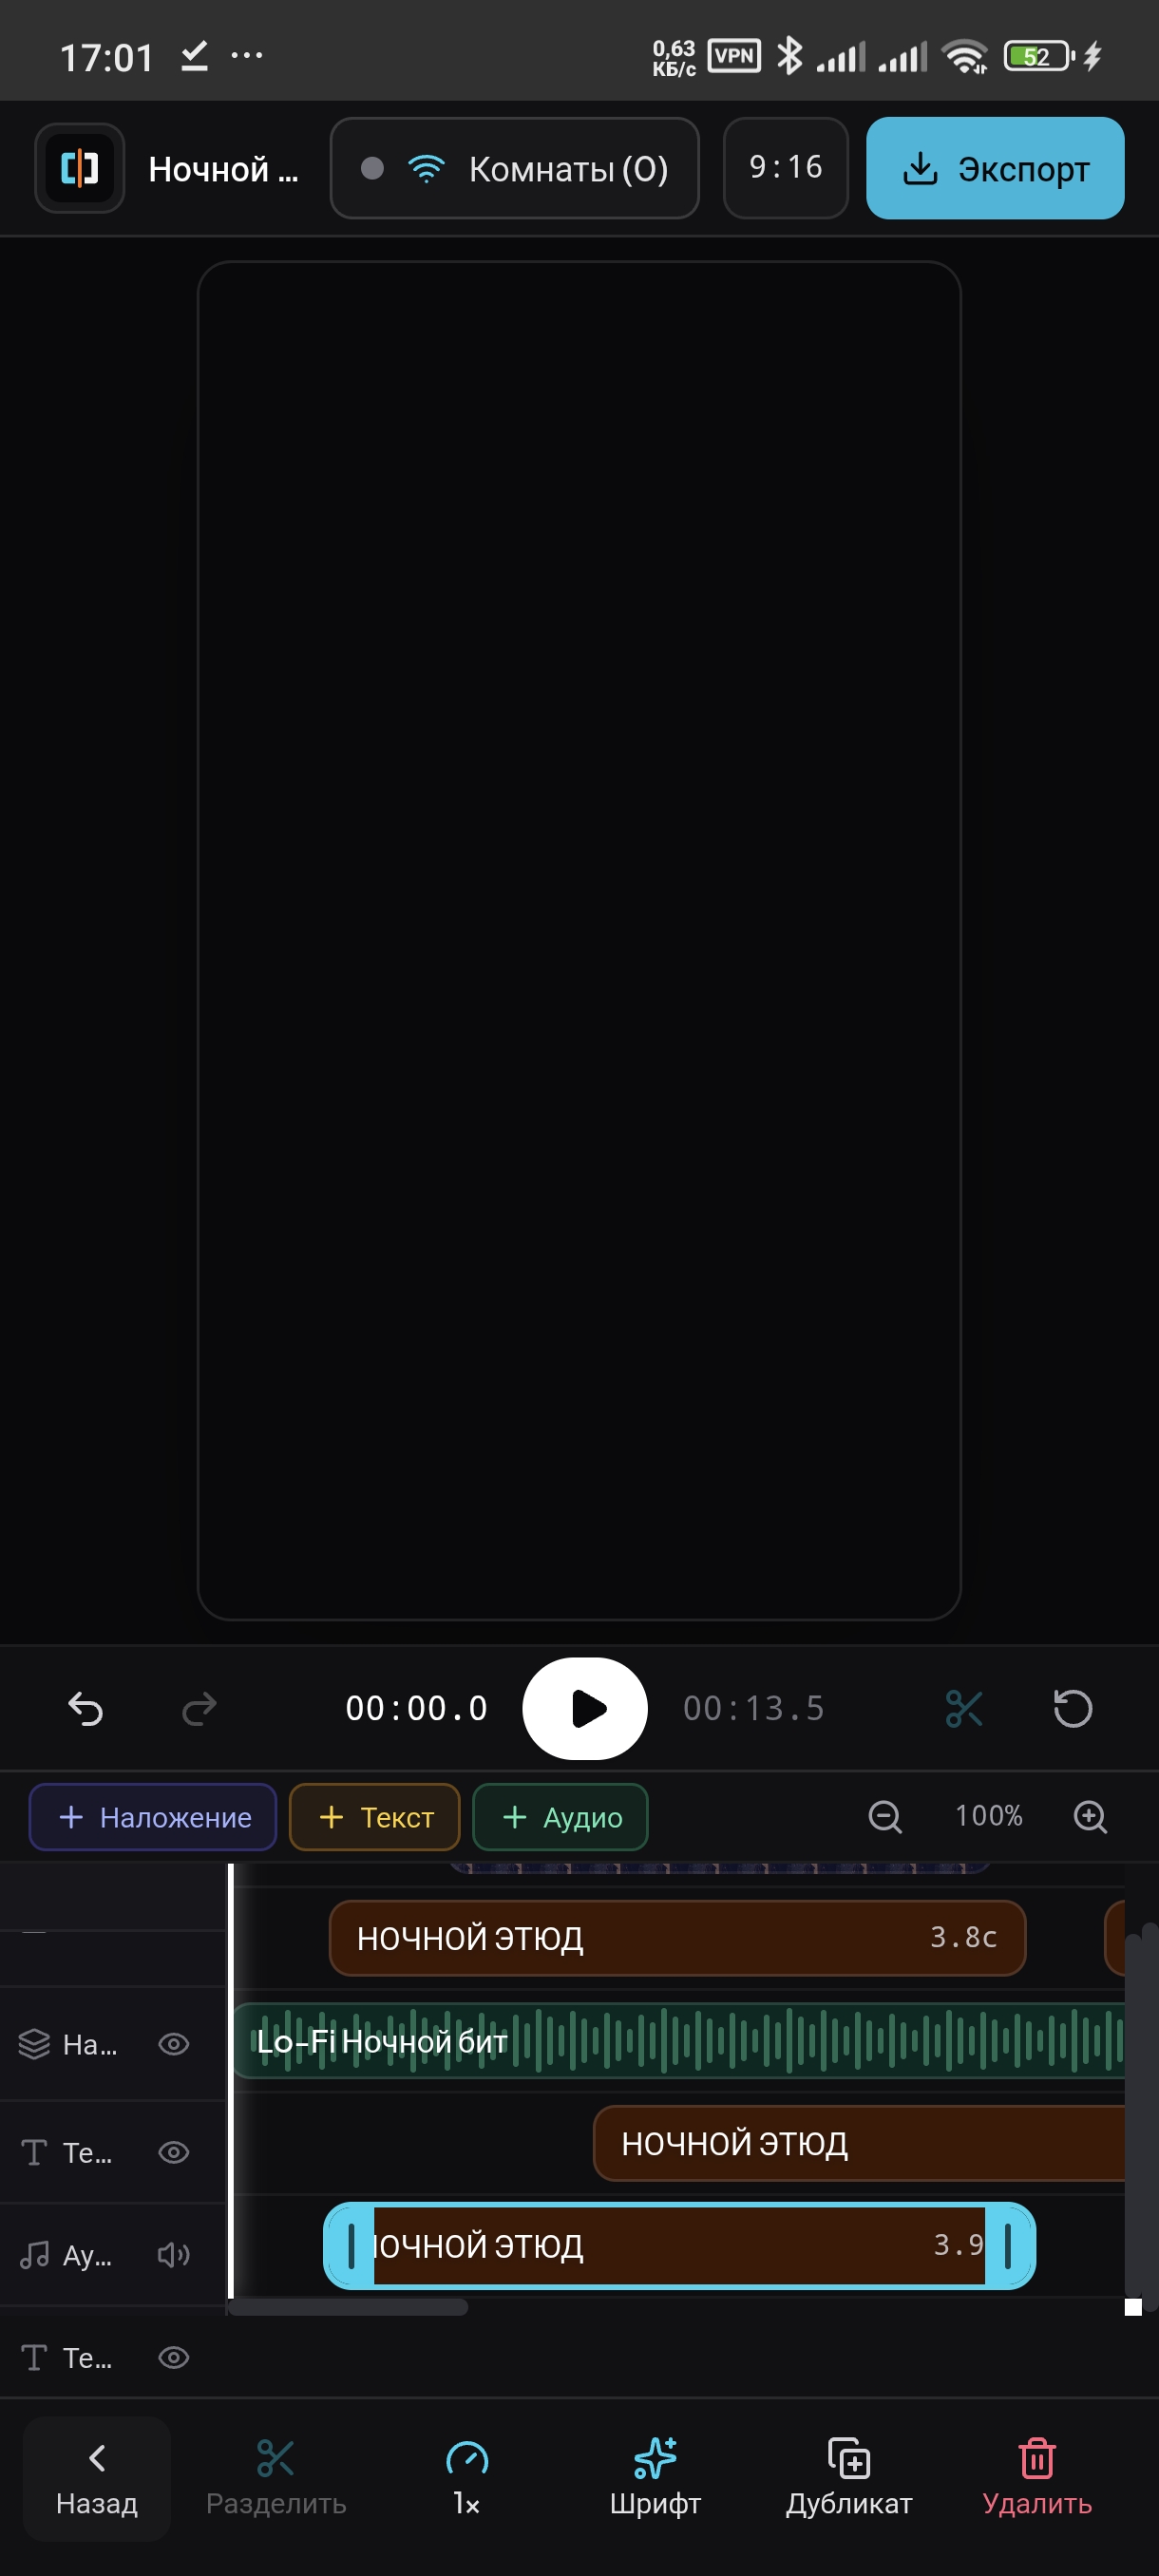 17:01
0,63
КБ/с
VPN
52
Ночной ...
Комнаты (0)
9:16
Экспорт
00:00.0
00:13.5
+ Наложение
+ Текст
+ Аудио
100%
НОЧНОЙ ЭТЮД 3.8с
На...
Lo-Fi Ночной бит
Те...
НОЧНОЙ ЭТЮД
Ау...
ОЧНОЙ ЭТЮД 3.9
Те...
Назад
Разделить
1×
Шрифт
Дубликат
Удалить